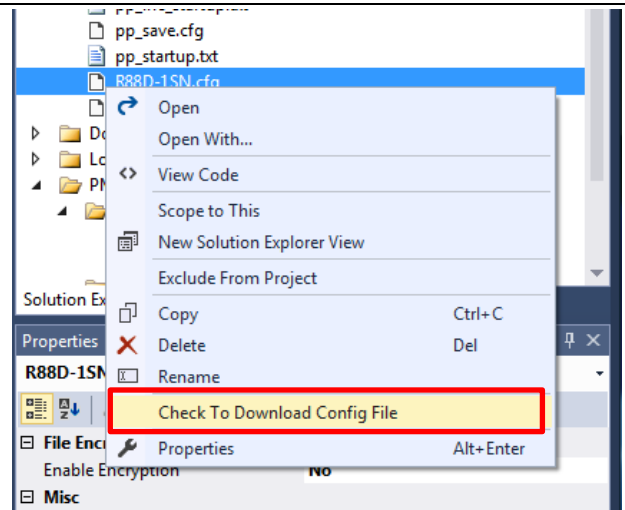 pp_save.cfg
pp_startup.txt
R88D-1SN.cfg
Open
Open With...
View Code
Scope to This
New Solution Explorer View
Exclude From Project
Solution Ex
Copy Ctrl+C
Properties
Delete Del
R88D-1SN
Rename
Check To Download Config File
File Encr
Properties Alt+Enter
Enable Encryption No
Misc